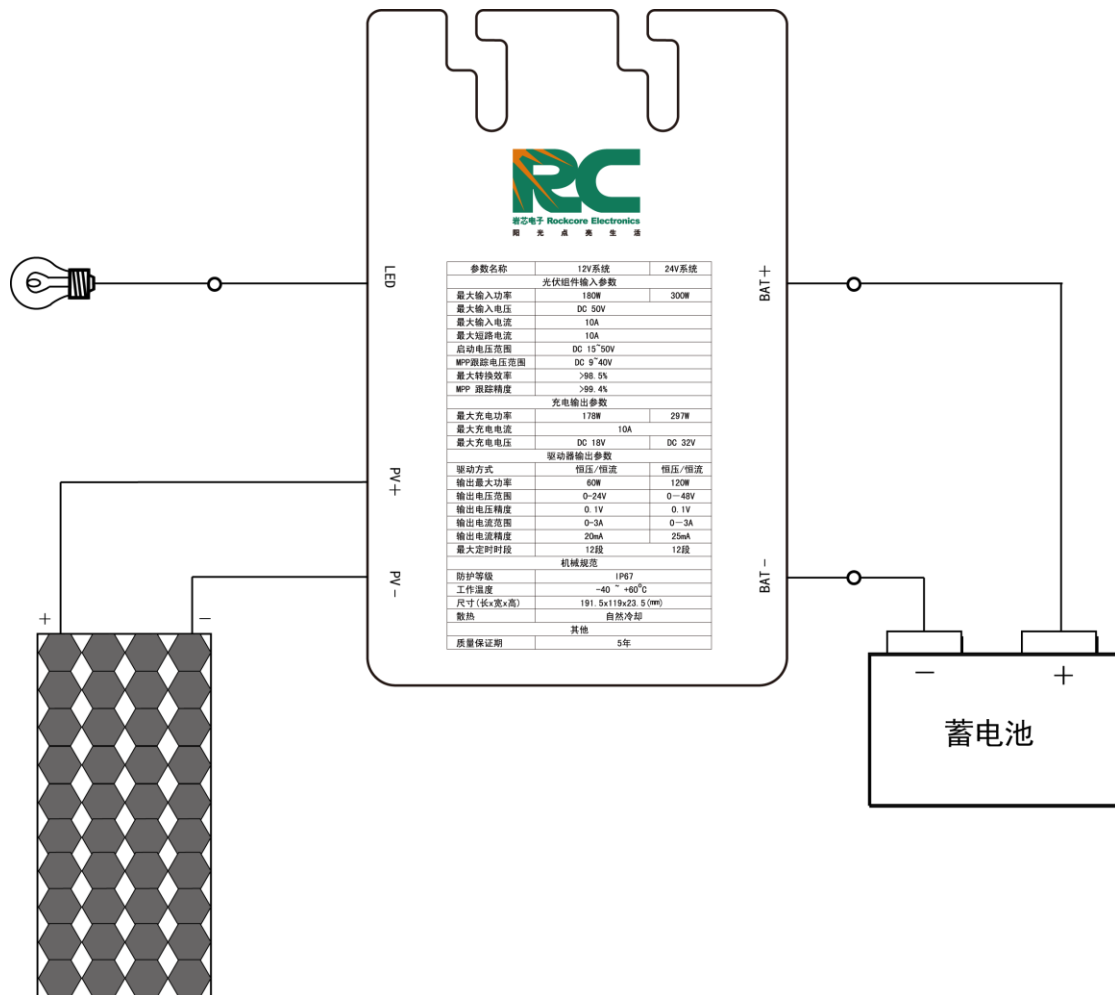 岩芯电子 Rockcore Electronics
阳 光 点 亮 生 活
LED
BAT+
PV+
PV-
BAT-
参数名称 12V系统 24V系统
光伏组件输入参数
最大输入功率 180W 300W
最大输入电压 DC 50V
最大输入电流 10A
最大短路电流 10A
启动电压范围 DC 15~50V
MPP跟踪电压范围 DC 9~40V
最大转换效率 >98.5%
MPP 跟踪精度 >99.4%
充电输出参数
最大充电功率 178W 297W
最大充电电流 10A
最大充电电压 DC 18V DC 32V
驱动器输出参数
驱动方式 恒压/恒流 恒压/恒流
输出最大功率 60W 120W
输出电压范围 0-24V 0—48V
输出电压精度 0.1V 0.1V
输出电流范围 0-3A 0—3A
输出电流精度 20mA 25mA
最大定时时段 12段 12段
机械规范
防护等级 IP67
工作温度 -40 ~ +60°C
尺寸(长x宽x高) 191.5x119x23.5(mm)
散热 自然冷却
其他
质量保证期 5年
+ −
− +
蓄电池